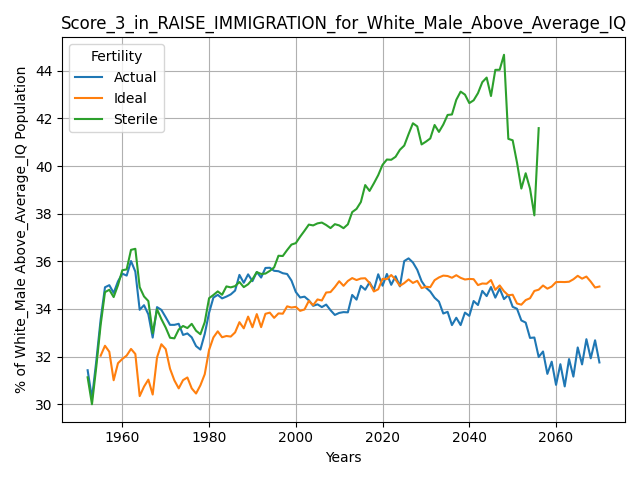 Score_3_in_RAISE_IMMIGRATION_for_White_Male_Above_Average_IQ
Fertility
Actual
Ideal
Sterile
% of White_Male Above_Average_IQ Population
44
42
40
38
36
34
32
30
1960
1980
2000
2020
2040
2060
Years